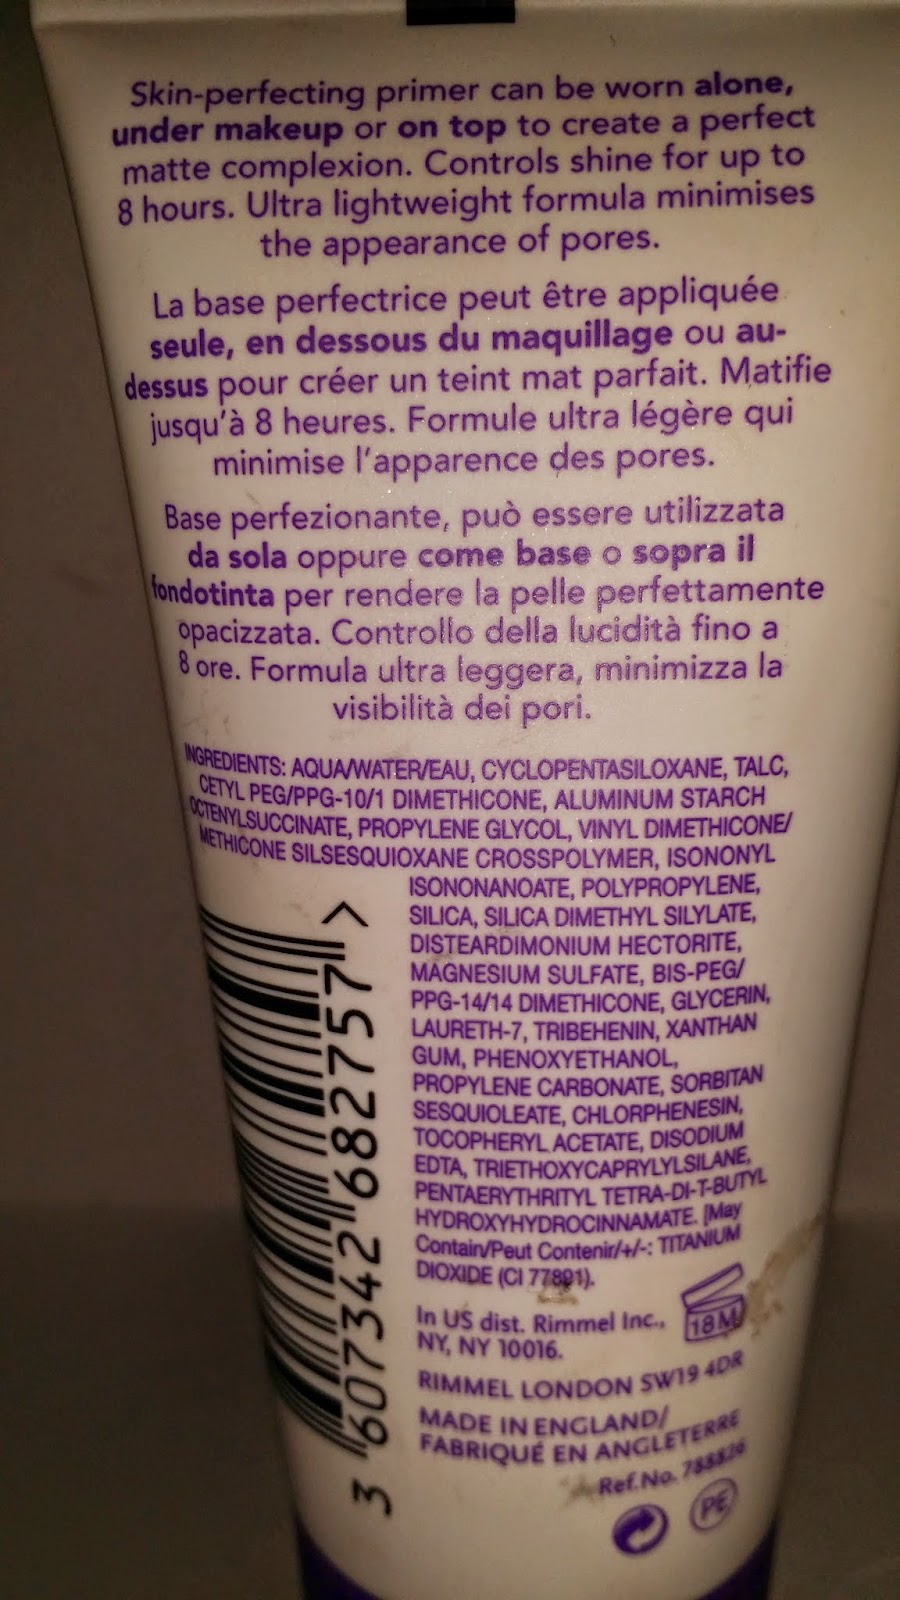 Skin-perfecting primer can be worn alone,
under makeup or on top to create a perfect
matte complexion. Controls shine for up to
8 hours. Ultra lightweight formula minimises
the appearance of pores.
La base perfectrice peut être appliquée
seule, en dessous du maquillage ou au-
dessus pour créer un teint mat parfait. Matifie
jusqu'à 8 heures. Formule ultra légère qui
minimise l'apparence des pores.
Base perfezionante, può essere utilizzata
da sola oppure come base o sopra il
fondotinta per rendere la pelle perfettamente
opacizzata. Controllo della lucidità fino a
8 ore. Formula ultra leggera, minimizza la
visibilità dei pori.
INGREDIENTS: AQUA/WATER/EAU, CYCLOPENTASILOXANE, TALC,
CETYL PEG/PPG-10/1 DIMETHICONE, ALUMINUM STARCH
OCTENYLSUCCINATE, PROPYLENE GLYCOL, VINYL DIMETHICONE/
METHICONE SILSESQUIOXANE CROSSPOLYMER, ISONONYL
ISONONANOATE, POLYPROPYLENE,
SILICA, SILICA DIMETHYL SILYLATE,
DISTEARDIMONIUM HECTORITE,
MAGNESIUM SULFATE, BIS-PEG/
PPG-14/14 DIMETHICONE, GLYCERIN,
LAURETH-7, TRIBEHENIN, XANTHAN
GUM, PHENOXYETHANOL,
PROPYLENE CARBONATE, SORBITAN
SESQUIOLEATE, CHLORPHENESIN,
TOCOPHERYL ACETATE, DISODIUM
EDTA, TRIETHOXYCAPRYLYLSILANE,
PENTAERYTHRITYL TETRA-DI-T-BUTYL
HYDROXYHYDROCINNAMATE. [May
Contain/Peut Contenir/+/-: TITANIUM
DIOXIDE (CI 77891).
3 607342 682757 >
In US dist. Rimmel Inc.,
NY, NY 10016.
18 M
RIMMEL LONDON SW19 4DR
MADE IN ENGLAND/
FABRIQUÉ EN ANGLETERRE
Ref.No.
PE